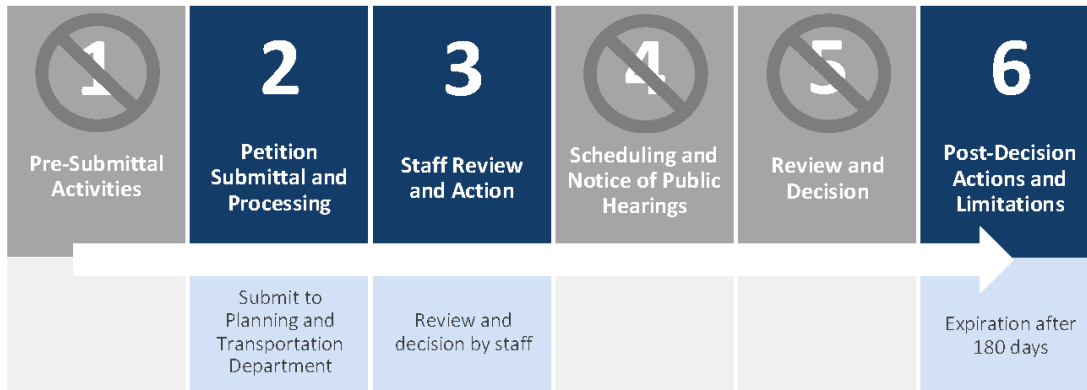 1
Pre-Submittal
Activities
2
Petition
Submittal and
Processing
3
Staff Review
and Action
4
Scheduling and
Notice of Public
Hearings
5
Review and
Decision
6
Post-Decision
Actions and
Limitations
Submit to
Planning and
Transportation
Department
Review and
decision by staff
Expiration after
180 days